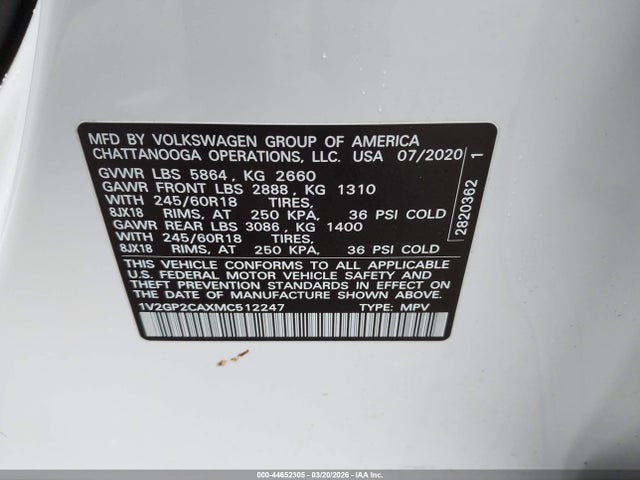 MFD BY VOLKSWAGEN GROUP OF AMERICA
CHATTANOOGA OPERATIONS, LLC. USA 07/2020
GVWR LBS 5864, KG 2660
GAWR FRONT LBS 2888, KG 1310
WITH 245/60R18 TIRES,
8JX18 RIMS, AT 250 KPA, 36 PSI COLD
GAWR REAR LBS 3086, KG 1400
WITH 245/60R18 TIRES,
8JX18 RIMS, AT 250 KPA, 36 PSI COLD
2820362 1
THIS VEHICLE CONFORMS TO ALL APPLICABLE
U.S. FEDERAL MOTOR VEHICLE SAFETY AND
THEFT PREVENTION STANDARDS IN EFFECT ON
THE DATE OF MANUFACTURE SHOWN ABOVE.
1V2GP2CAXMC512247 TYPE: MPV
000-44652305 - 03/20/2026 - IAA Inc.